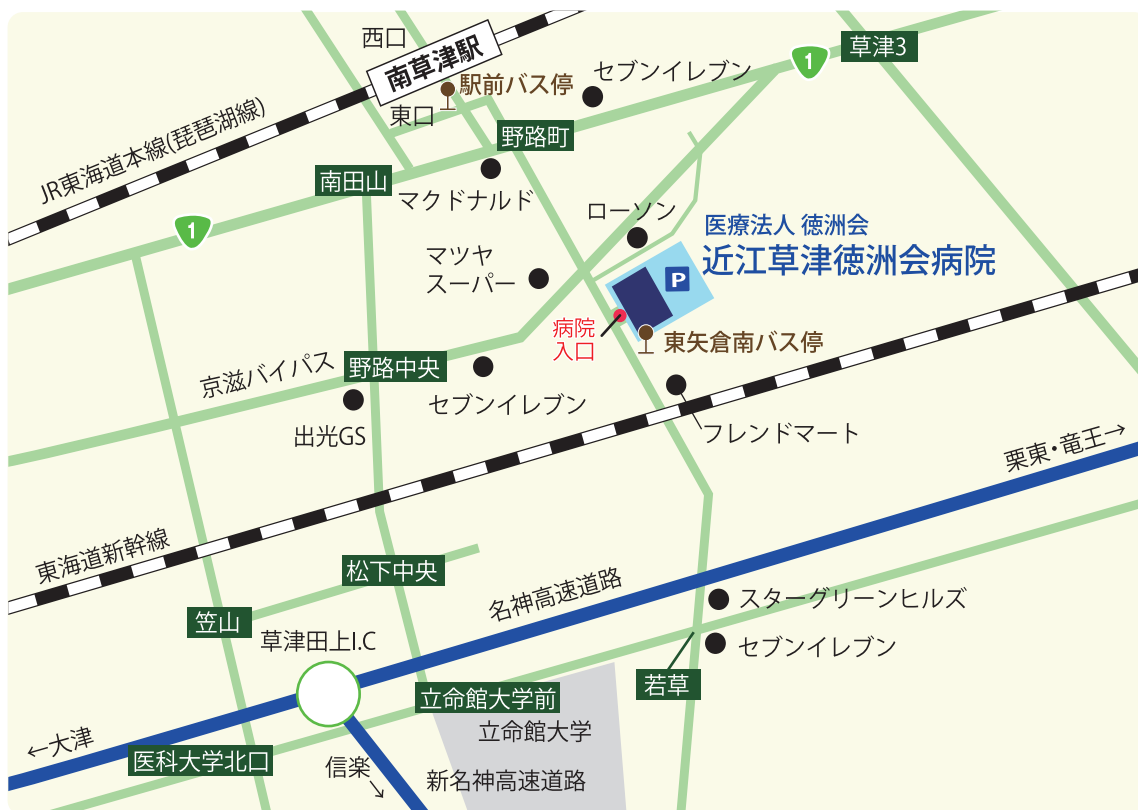 西口
南草津駅
駅前バス停
東口
セブンイレブン
1
草津3
JR東海道本線(琵琶湖線)
野路町
南田山
マクドナルド
1
ローソン
医療法人 徳洲会
近江草津徳洲会病院
P
マツヤ
スーパー
病院
入口
東矢倉南バス停
京滋バイパス
野路中央
セブンイレブン
出光GS
フレンドマート
栗東・竜王→
東海道新幹線
松下中央
名神高速道路
スターグリーンヒルズ
笠山
草津田上I.C
セブンイレブン
若草
立命館大学前
立命館大学
←大津
医科大学北口
信楽
↘
新名神高速道路